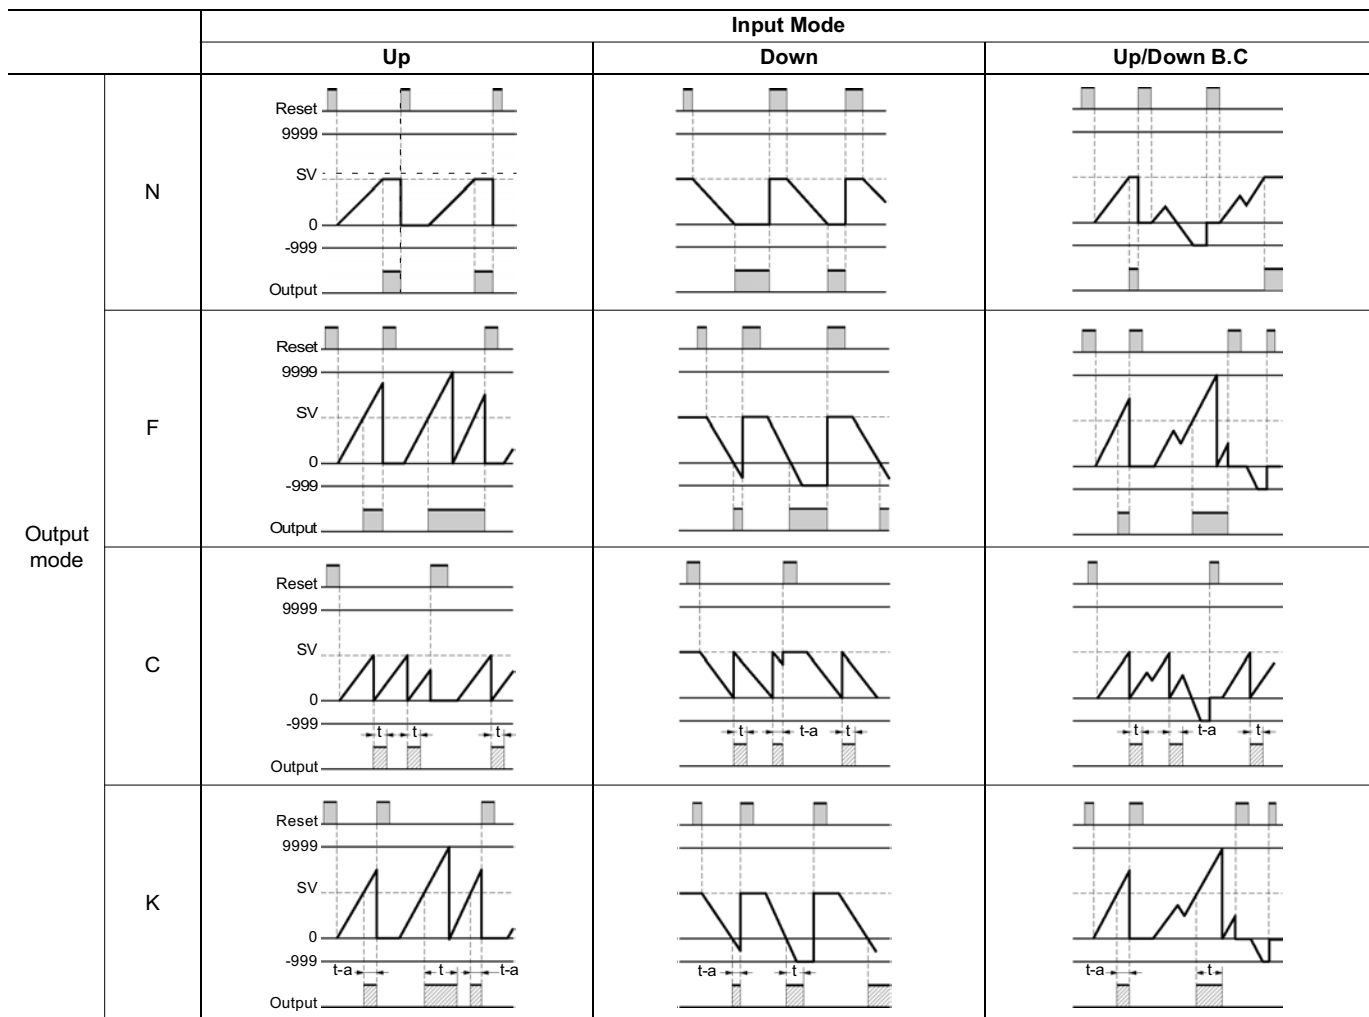 Input Mode
Up Down Up/Down B.C
Output
mode
N
Reset
9999
SV
0
-999
Output
F
Reset
9999
SV
0
-999
Output
C
Reset
9999
SV
0
-999
t t t
Output
t t-a t
t t-a t
K
Reset
9999
SV
0
-999
t-a t t-a
Output
t-a t
t-a t